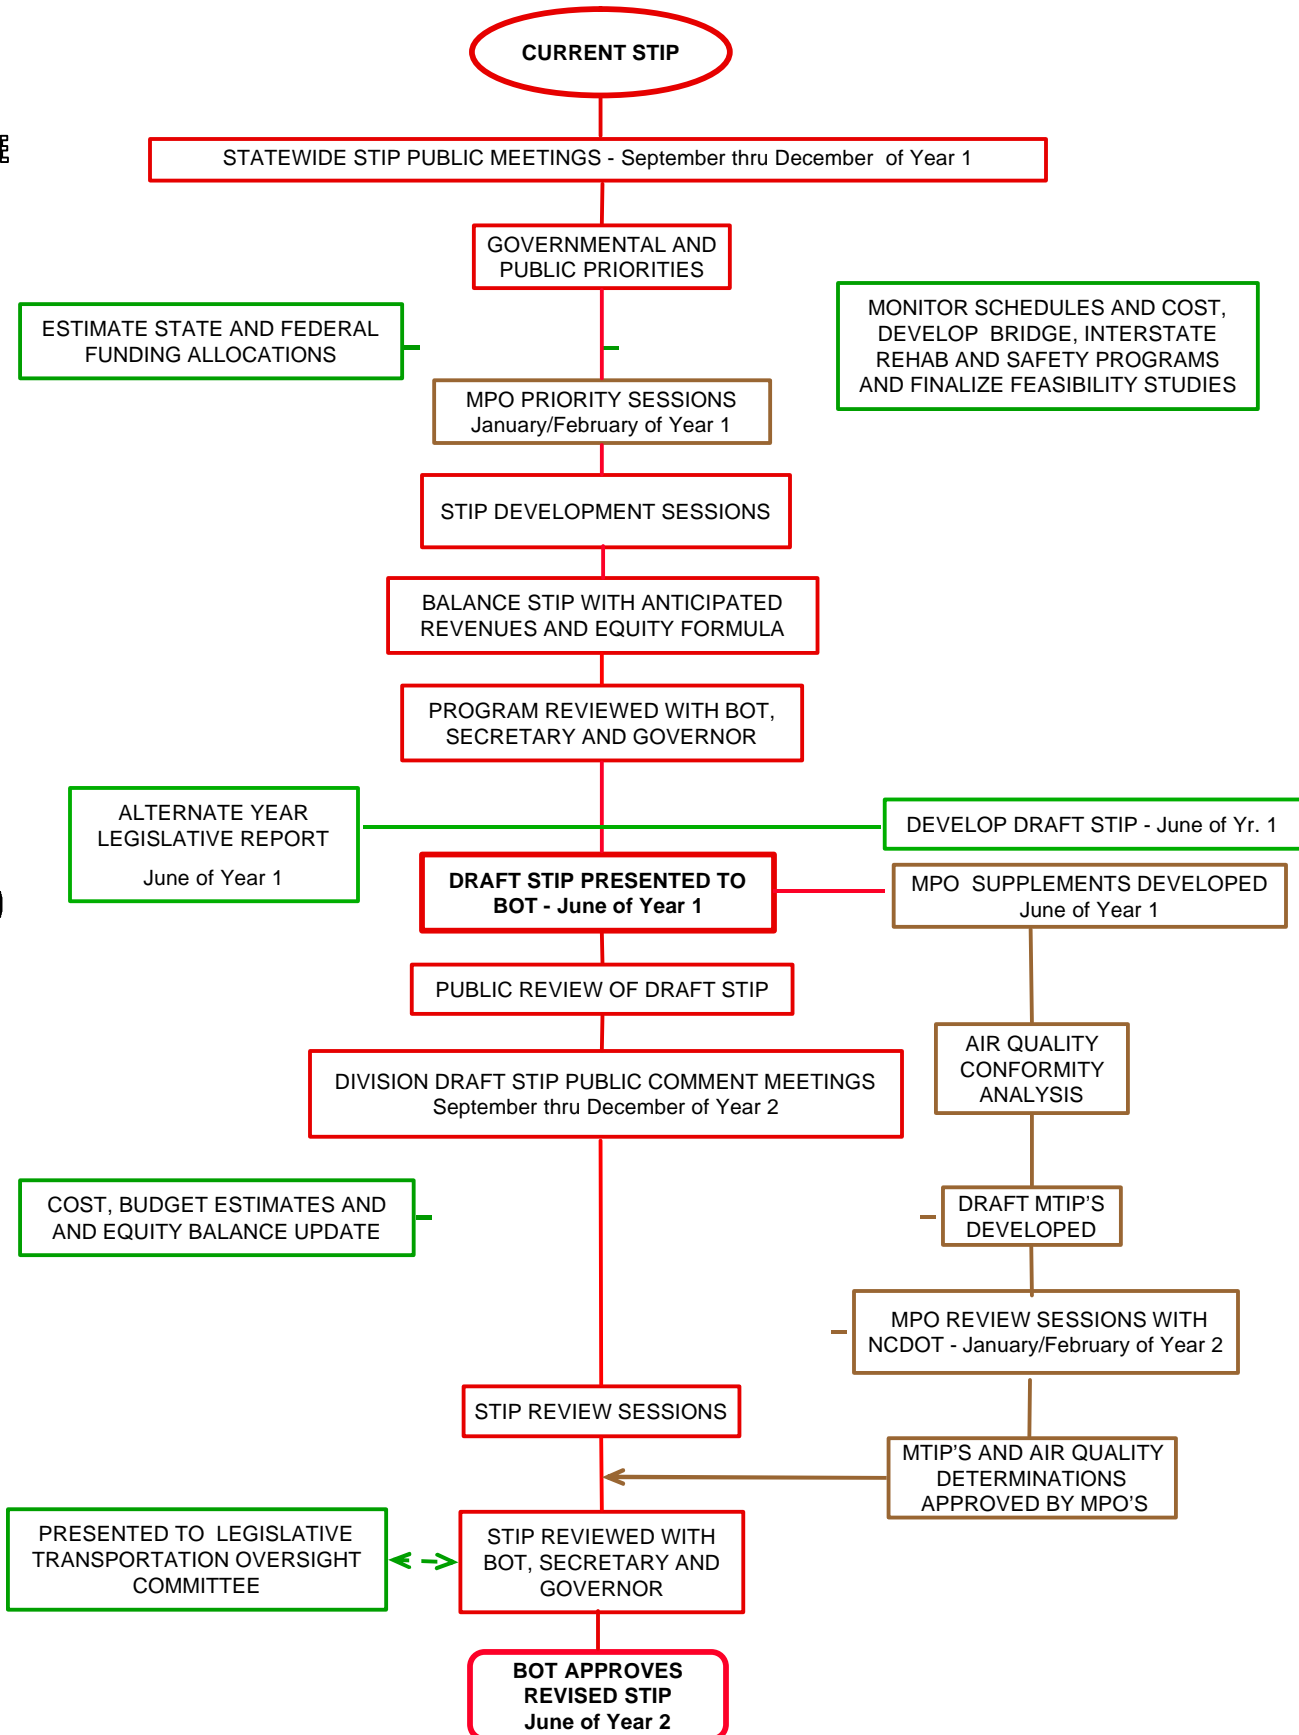 CURRENT STIP
STATEWIDE STIP PUBLIC MEETINGS - September thru December of Year 1
GOVERNMENTAL AND
PUBLIC PRIORITIES
ESTIMATE STATE AND FEDERAL
FUNDING ALLOCATIONS
MONITOR SCHEDULES AND COST,
DEVELOP BRIDGE, INTERSTATE
REHAB AND SAFETY PROGRAMS
AND FINALIZE FEASIBILITY STUDIES
MPO PRIORITY SESSIONS
January/February of Year 1
STIP DEVELOPMENT SESSIONS
BALANCE STIP WITH ANTICIPATED
REVENUES AND EQUITY FORMULA
PROGRAM REVIEWED WITH BOT,
SECRETARY AND GOVERNOR
ALTERNATE YEAR
LEGISLATIVE REPORT
June of Year 1
DEVELOP DRAFT STIP - June of Yr. 1
DRAFT STIP PRESENTED TO
BOT - June of Year 1
MPO SUPPLEMENTS DEVELOPED
June of Year 1
PUBLIC REVIEW OF DRAFT STIP
AIR QUALITY
CONFORMITY
ANALYSIS
DIVISION DRAFT STIP PUBLIC COMMENT MEETINGS
September thru December of Year 2
COST, BUDGET ESTIMATES AND
AND EQUITY BALANCE UPDATE
DRAFT MTIP'S
DEVELOPED
MPO REVIEW SESSIONS WITH
NCDOT - January/February of Year 2
STIP REVIEW SESSIONS
MTIP'S AND AIR QUALITY
DETERMINATIONS
APPROVED BY MPO'S
PRESENTED TO LEGISLATIVE
TRANSPORTATION OVERSIGHT
COMMITTEE
STIP REVIEWED WITH
BOT, SECRETARY AND
GOVERNOR
BOT APPROVES
REVISED STIP
June of Year 2